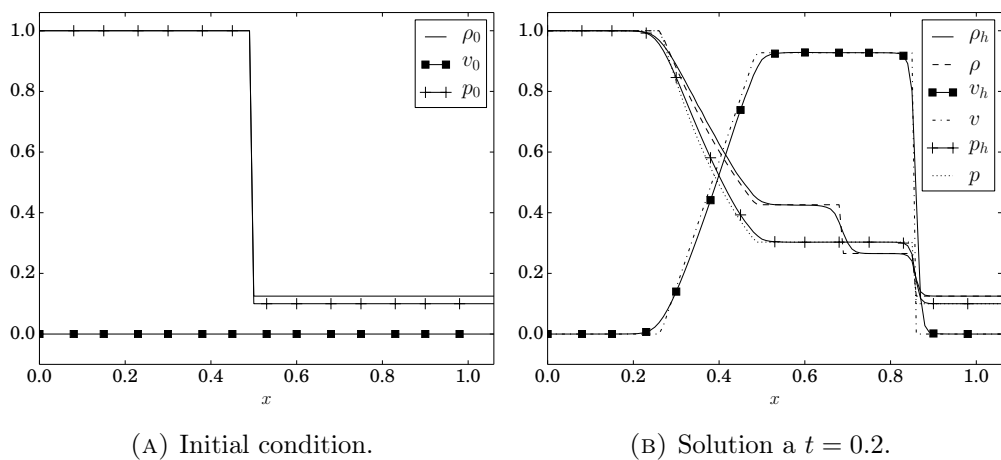 1.0
0.8
0.6
0.4
0.2
0.0
0.0 0.2 0.4 0.6 0.8 1.0
x
ρ₀
v₀
p₀
(A) Initial condition.
1.0
0.8
0.6
0.4
0.2
0.0
0.0 0.2 0.4 0.6 0.8 1.0
x
ρₕ
ρ
vₕ
v
pₕ
p
(B) Solution a t = 0.2.